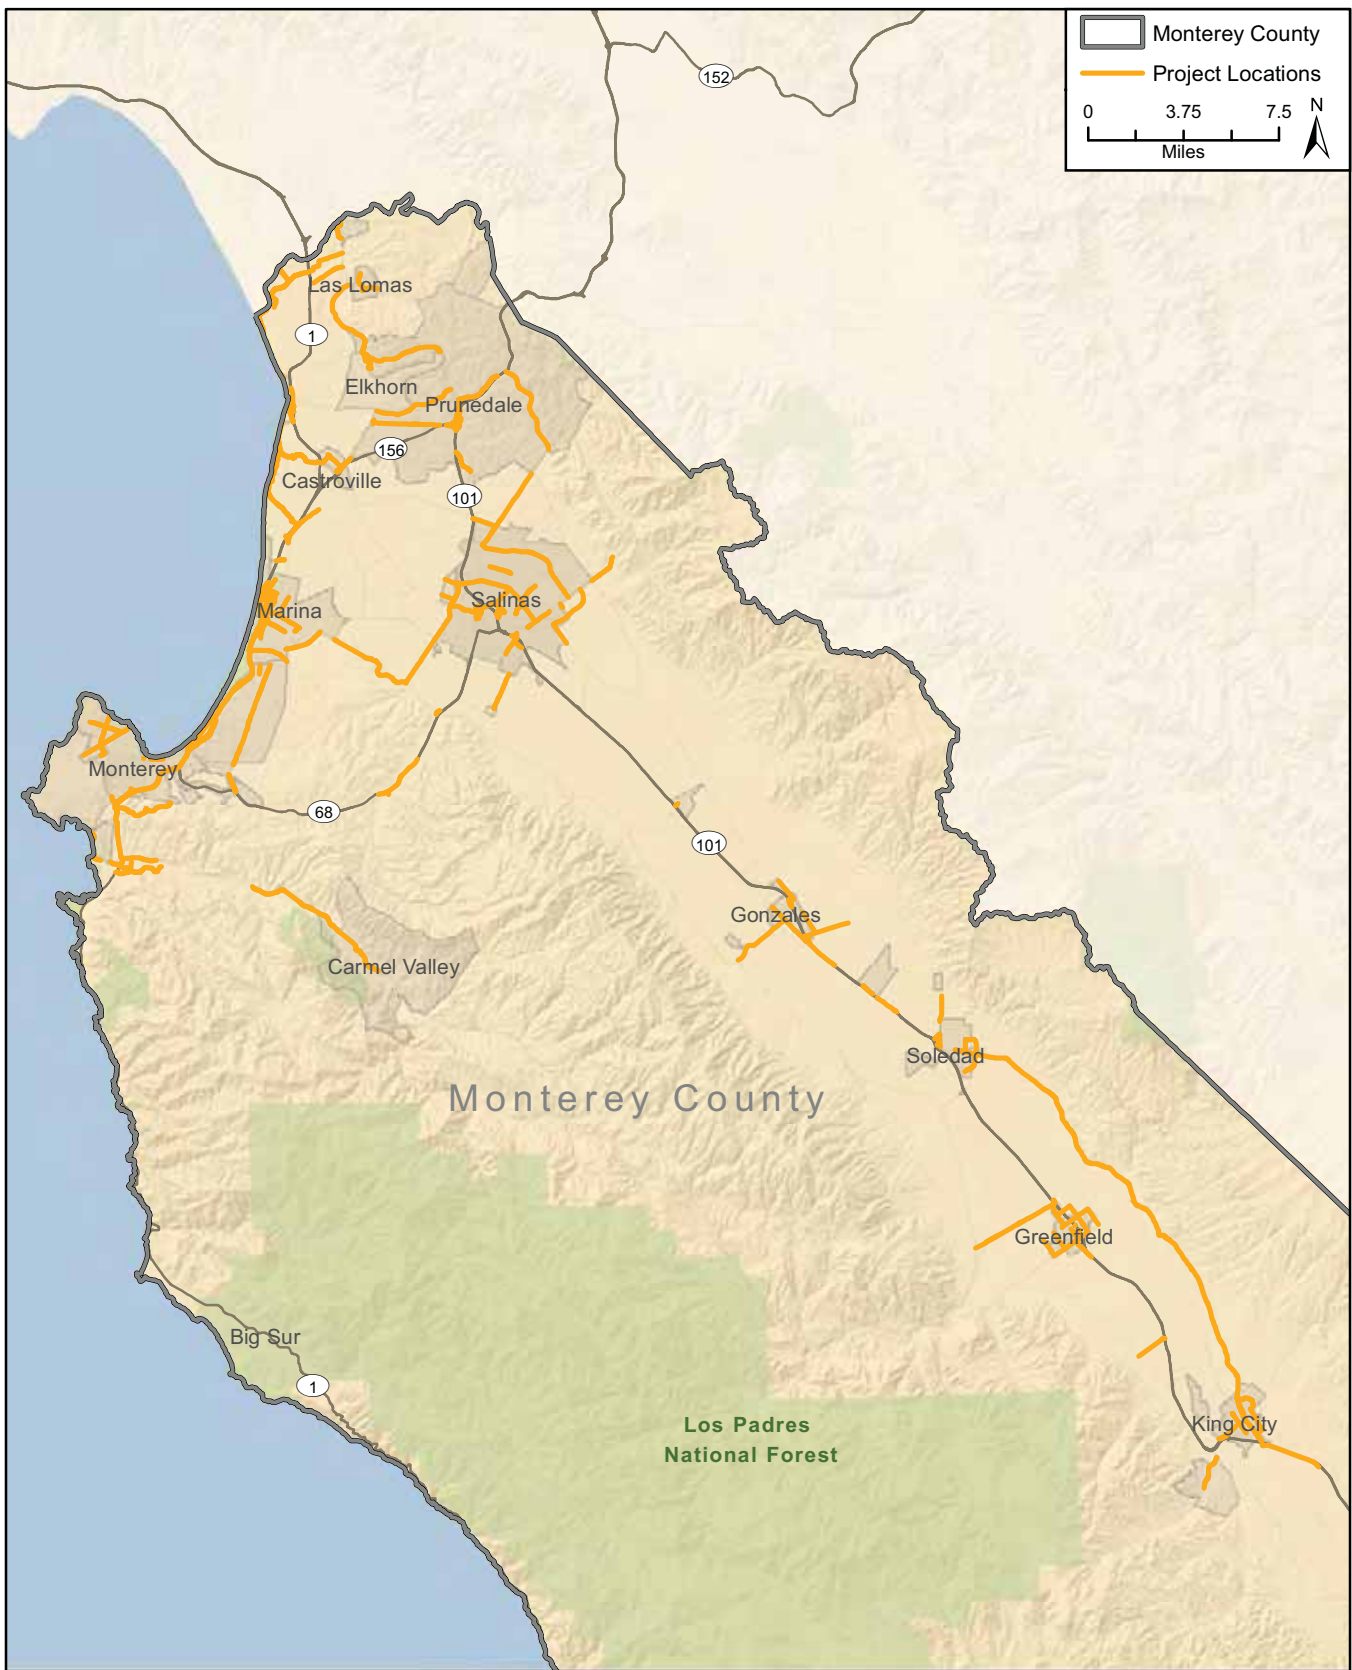 Monterey County
Project Locations
0 3.75 7.5
Miles
N
152
Las Lomas
1
Elkhorn
Prunedale
156
Castroville
101
Salinas
Marina
Monterey
68
101
Gonzales
Carmel Valley
Soledad
Monterey County
Greenfield
Big Sur
1
Los Padres
National Forest
King City